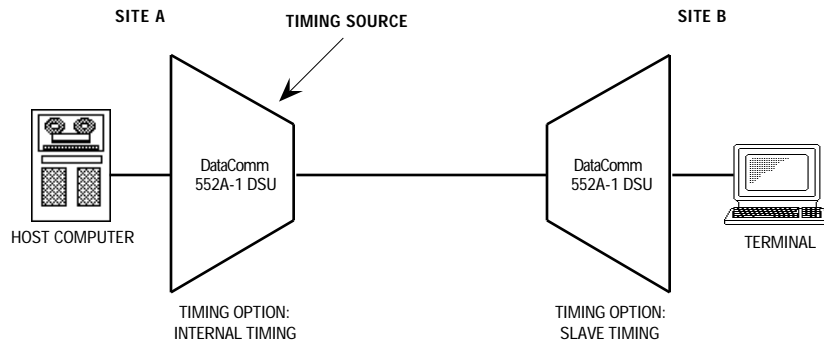 SITE A
TIMING SOURCE
SITE B
DataComm
552A-1 DSU
DataComm
552A-1 DSU
HOST COMPUTER
TERMINAL
TIMING OPTION:
INTERNAL TIMING
TIMING OPTION:
SLAVE TIMING